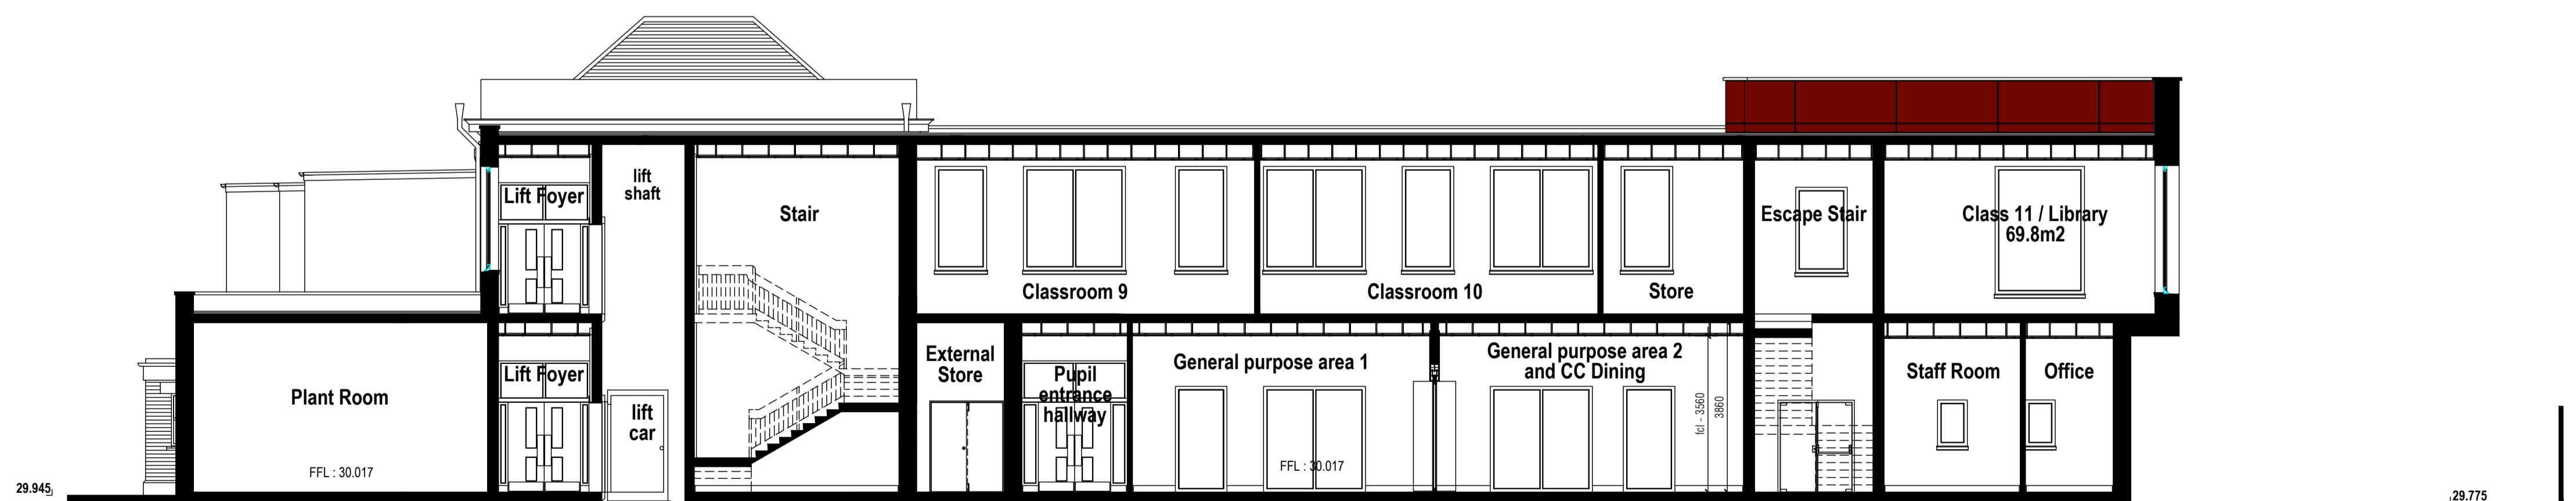 lift
shaft
Lift Foyer
Stair
Escape Stair
Class 11 / Library
69.8m2
Classroom 9
Classroom 10
Store
External
Store
Pupil
entrance
hallway
General purpose area 1
General purpose area 2
and CC Dining
Staff Room
Office
Plant Room
Lift Foyer
lift
car
fcl - 3560
3860
FFL : 30.017
FFL : 30.017
29.945
29.775